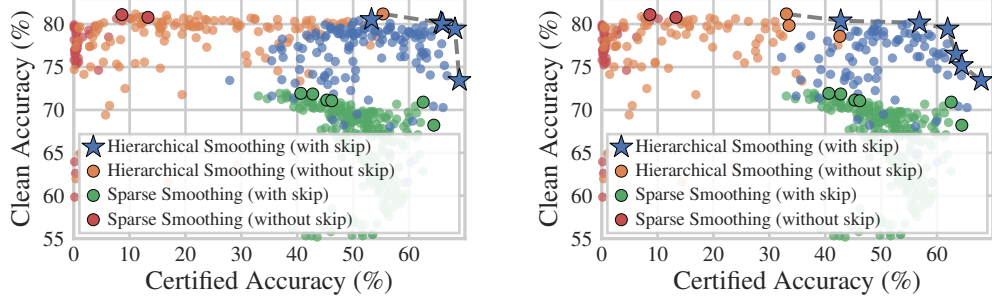 Clean Accuracy (%)
80
75
70
65
60
55
Hierarchical Smoothing (with skip)
Hierarchical Smoothing (without skip)
Sparse Smoothing (with skip)
Sparse Smoothing (without skip)
0 10 20 30 40 50 60
Certified Accuracy (%)
Clean Accuracy (%)
80
75
70
65
60
55
Hierarchical Smoothing (with skip)
Hierarchical Smoothing (without skip)
Sparse Smoothing (with skip)
Sparse Smoothing (without skip)
0 10 20 30 40 50 60
Certified Accuracy (%)